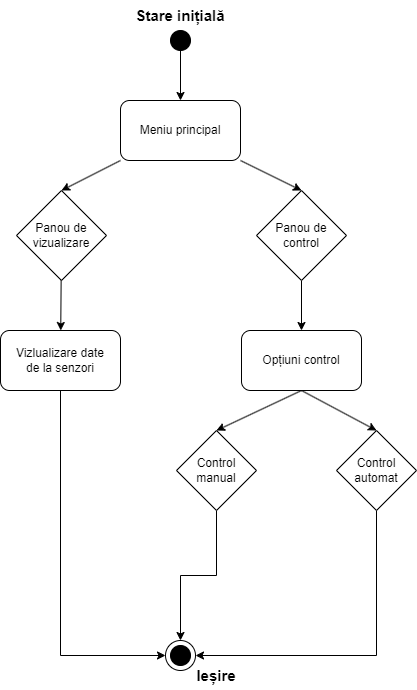 Stare inițială
Meniu principal
Panou de
vizualizare
Panou de
control
Vizlualizare date
de la senzori
Opțiuni control
Control
manual
Control
automat
Ieșire